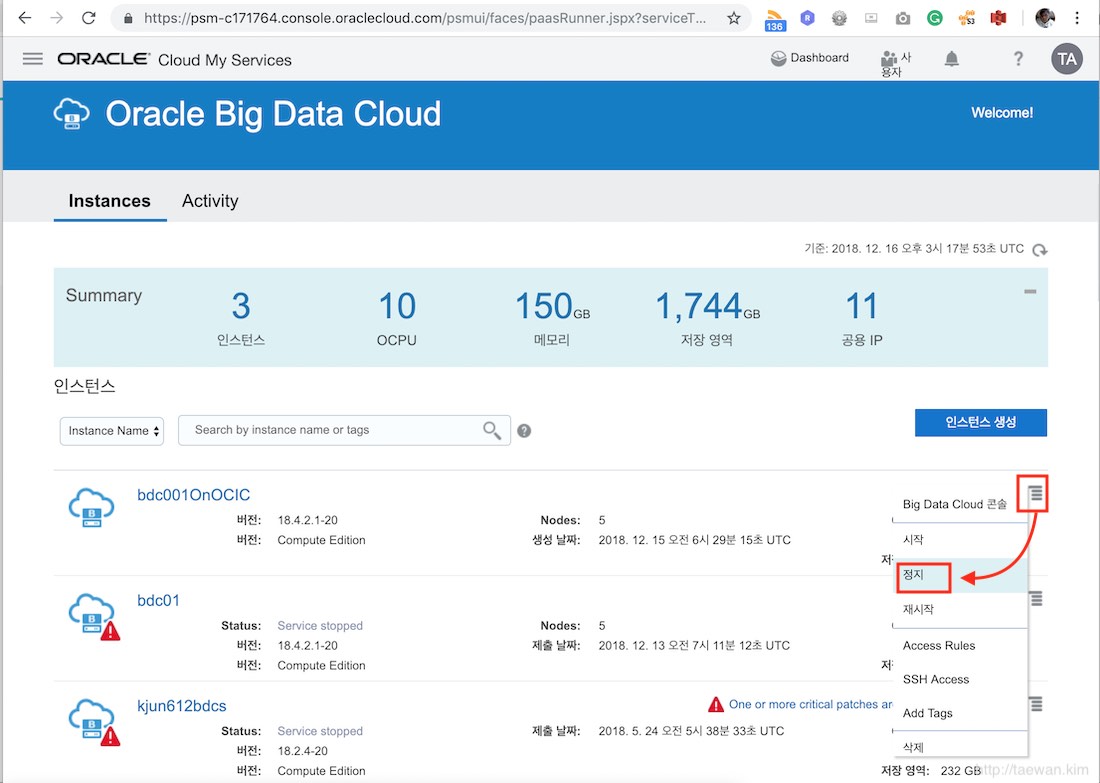 https://psm-c171764.console.oraclecloud.com/psmui/faces/paasRunner.jspx?serviceT...
136
R
G
S3
ORACLE® Cloud My Services
Dashboard
사용자
?
TA
B
Oracle Big Data Cloud
Welcome!
Instances
Activity
기준: 2018. 12. 16 오후 3시 17분 53초 UTC
Summary
3
10
150GB
1,744GB
11
인스턴스
OCPU
메모리
저장 영역
공용 IP
인스턴스
Instance Name
Search by instance name or tags
?
인스턴스 생성
B
bdc001OnOCIC
버전: 18.4.2.1-20
Nodes: 5
버전: Compute Edition
생성 날짜: 2018. 12. 15 오전 6시 29분 15초 UTC
Big Data Cloud 콘솔
시작
정지
재시작
Access Rules
SSH Access
Add Tags
삭제
B
bdc01
Status: Service stopped
Nodes: 5
버전: 18.4.2.1-20
제출 날짜: 2018. 12. 13 오전 7시 11분 12초 UTC
버전: Compute Edition
B
kjun612bdcs
One or more critical patches ar
Status: Service stopped
제출 날짜: 2018. 5. 24 오전 5시 38분 33초 UTC
버전: 18.2.4-20
버전: Compute Edition
저장 영역: 232 GB
http://taewan.kim